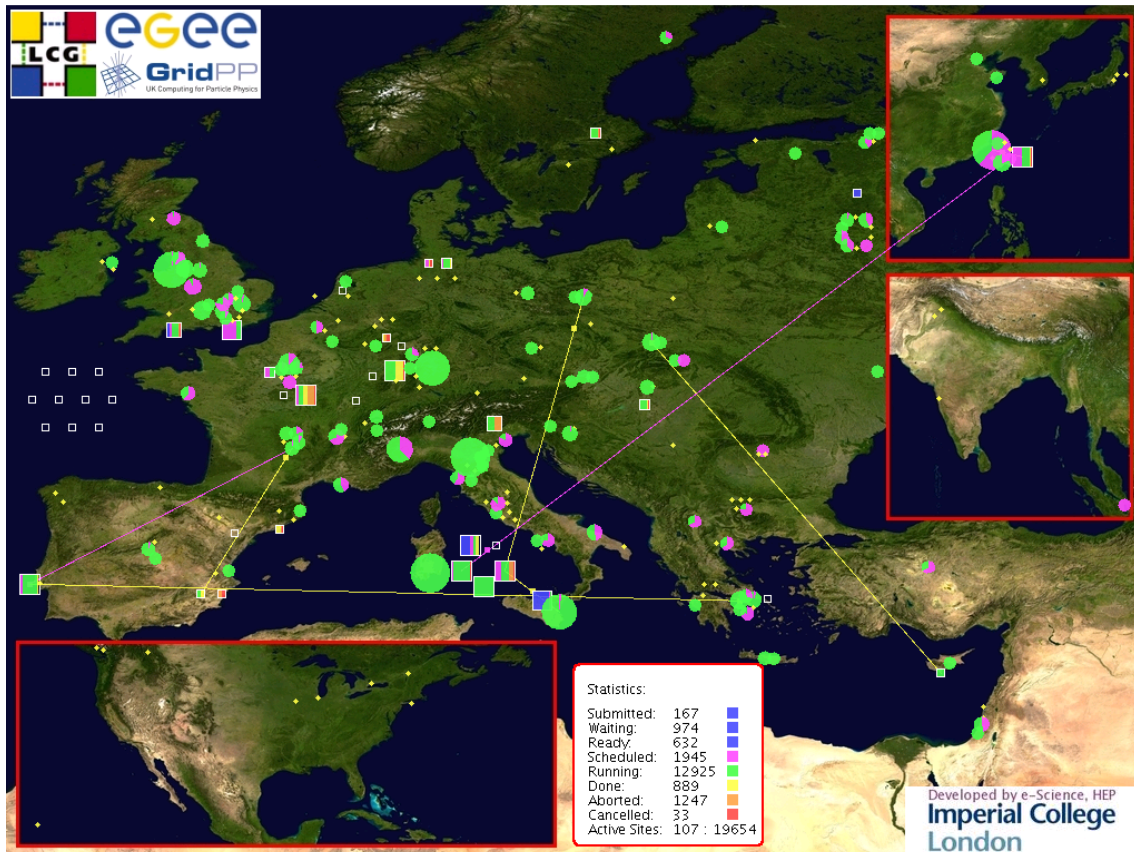 LCG
eGee
GridPP
UK Computing for Particle Physics
Statistics:
Submitted: 167
Waiting: 974
Ready: 632
Scheduled: 1945
Running: 12925
Done: 889
Aborted: 1247
Cancelled: 33
Active Sites: 107 : 19654
Developed by e-Science, HEP
Imperial College
London